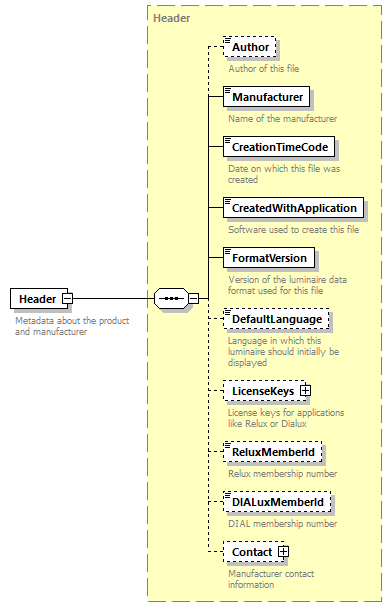 Header
Author
Author of this file
Manufacturer
Name of the manufacturer
CreationTimeCode
Date on which this file was
created
CreatedWithApplication
Software used to create this file
FormatVersion
Version of the luminaire data
format used for this file
Header
Metadata about the product
and manufacturer
DefaultLanguage
Language in which this
luminaire should initially be
displayed
LicenseKeys
License keys for applications
like Relux or Dialux
ReluxMemberId
Relux membership number
DIALuxMemberId
DIAL membership number
Contact
Manufacturer contact
information